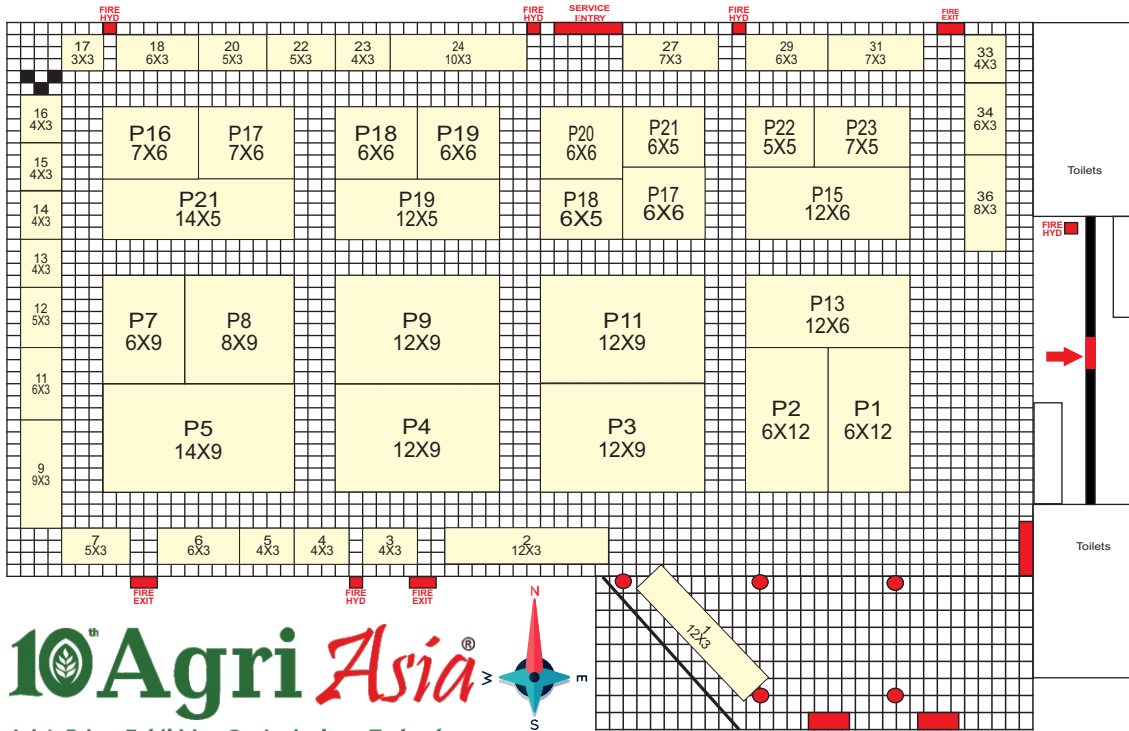 FIRE
HYD
FIRE
HYD
SERVICE
ENTRY
FIRE
HYD
FIRE
EXIT
17
3X3
18
6X3
20
5X3
22
5X3
23
4X3
24
10X3
27
7X3
29
6X3
31
7X3
33
4X3
34
6X3
36
8X3
16
4X3
15
4X3
14
4X3
13
4X3
12
5X3
11
6X3
9
9X3
P16
7X6
P17
7X6
P21
14X5
P18
6X6
P19
6X6
P19
12X5
P20
6X6
P21
6X5
P18
6X5
P17
6X6
P22
5X5
P23
7X5
P15
12X6
Toilets
FIRE
HYD
P7
6X9
P8
8X9
P5
14X9
P9
12X9
P4
12X9
P11
12X9
P3
12X9
P13
12X6
P2
6X12
P1
6X12
7
5X3
6
6X3
5
4X3
4
4X3
3
4X3
2
12X3
1
12X3
Toilets
FIRE
EXIT
FIRE
HYD
FIRE
EXIT
N
W
E
S
10th Agri Asia®